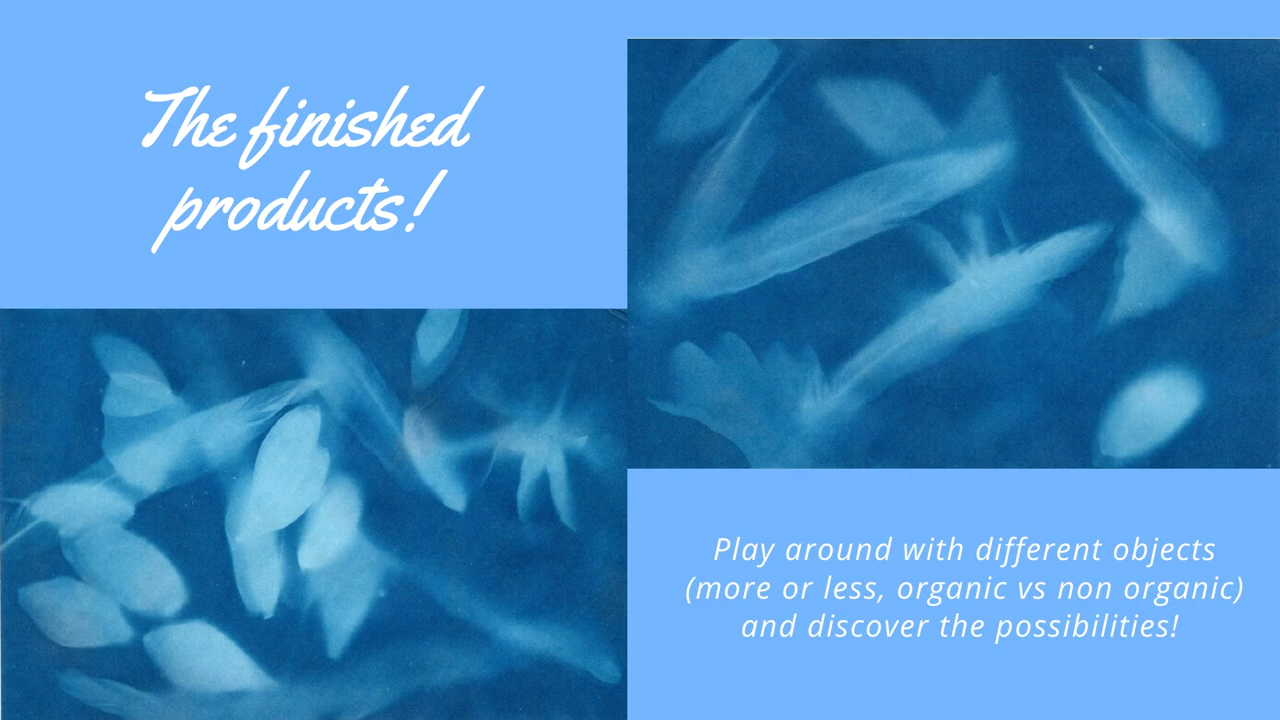 The finished
products!
Play around with different objects
(more or less, organic vs non organic)
and discover the possibilities!